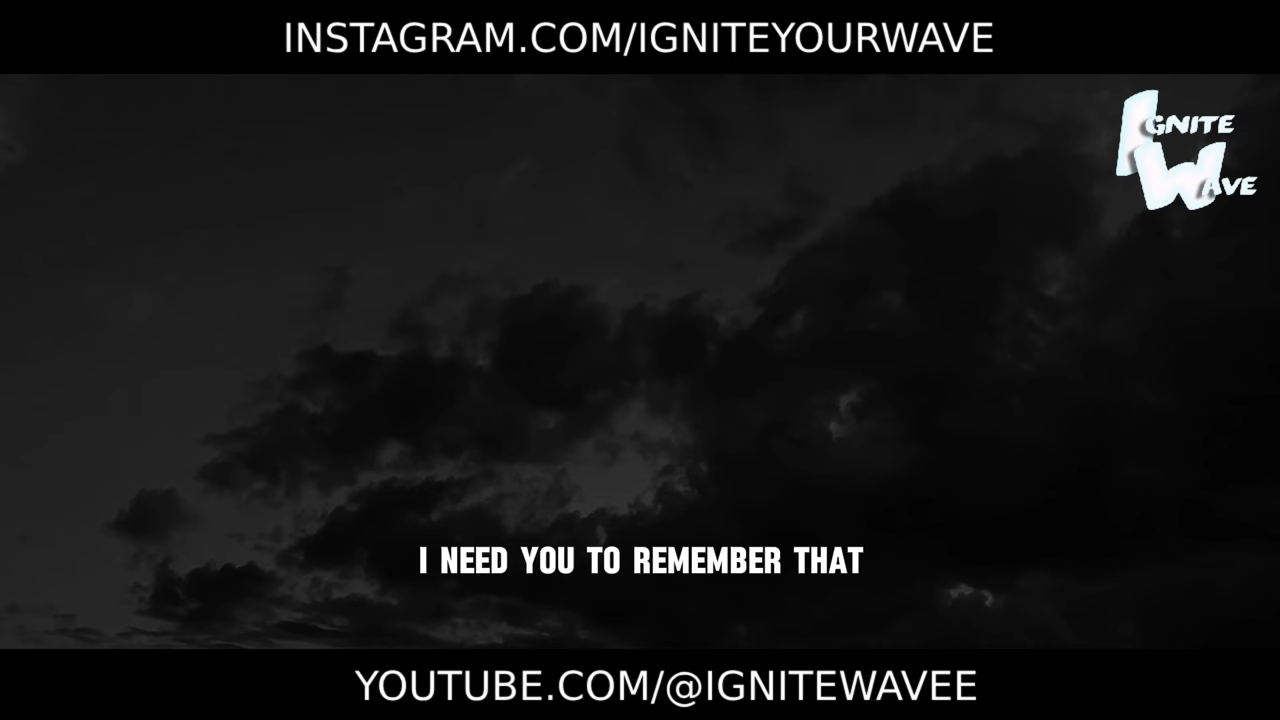 INSTAGRAM.COM/IGNITEYOURWAVE
IGNITE
WAVE
I NEED YOU TO REMEMBER THAT
YOUTUBE.COM/@IGNITEWAVEE